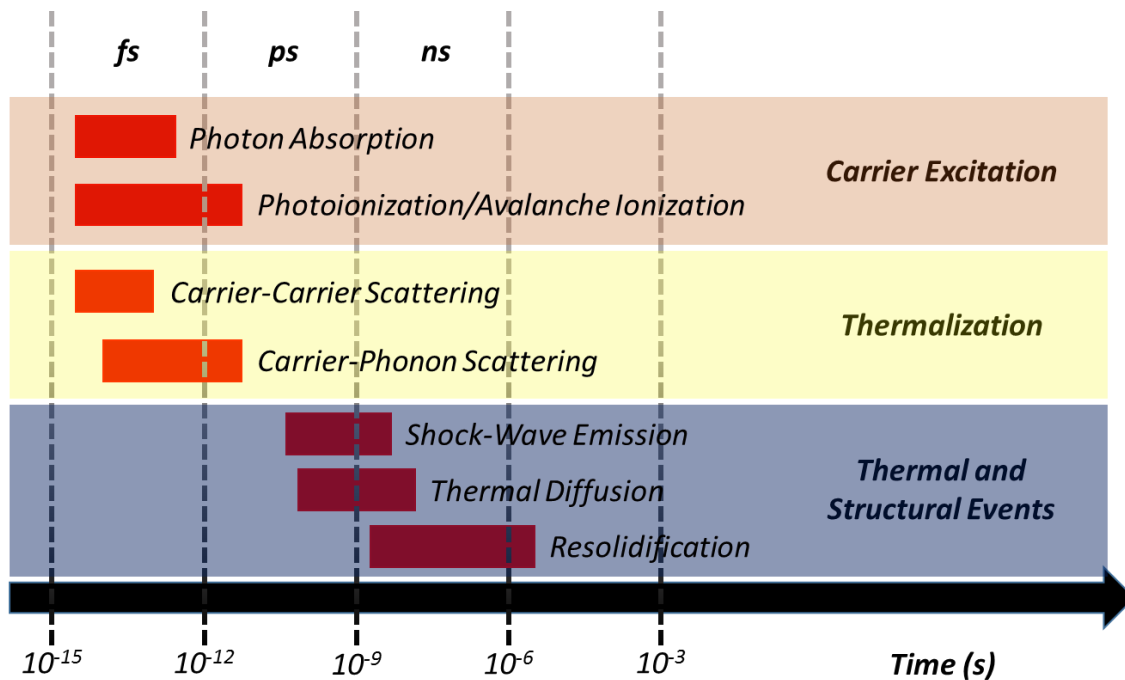 fs ps ns
Photon Absorption
Carrier Excitation
Photoionization/Avalanche Ionization
Carrier-Carrier Scattering
Thermalization
Carrier-Phonon Scattering
Shock-Wave Emission
Thermal and
Structural Events
Thermal Diffusion
Resolidification
10⁻¹⁵ 10⁻¹² 10⁻⁹ 10⁻⁶ 10⁻³ Time (s)